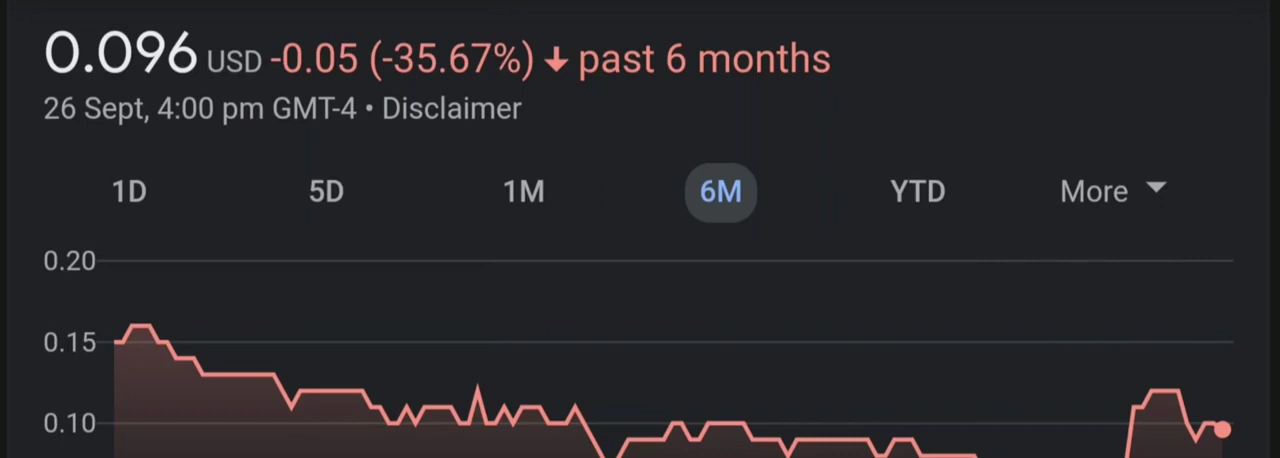 0.096 USD -0.05 (-35.67%) ↓ past 6 months
26 Sept, 4:00 pm GMT-4 • Disclaimer
1D 5D 1M 6M YTD More
0.20
0.15
0.10